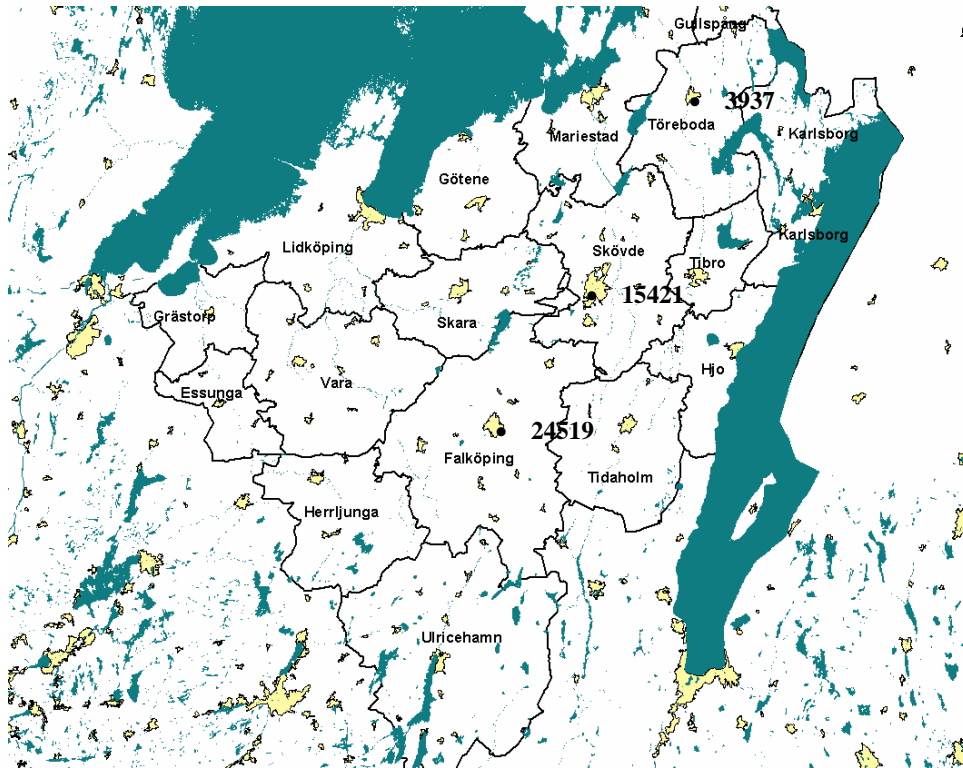 Gullspång
3937
Töreboda
Karlsborg
Mariestad
Götene
Karlsborg
Lidköping
Skövde
Tibro
15421
Grästorp
Skara
Hjo
Vara
Essunga
24519
Falköping
Tidaholm
Herrljunga
Ulricehamn